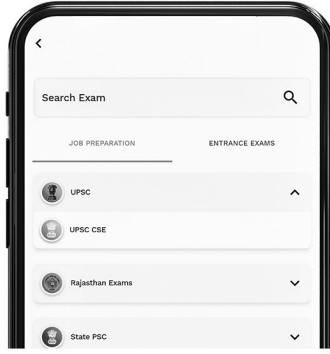 Search Exam
JOB PREPARATION
ENTRANCE EXAMS
UPSC
UPSC CSE
Rajasthan Exams
State PSC